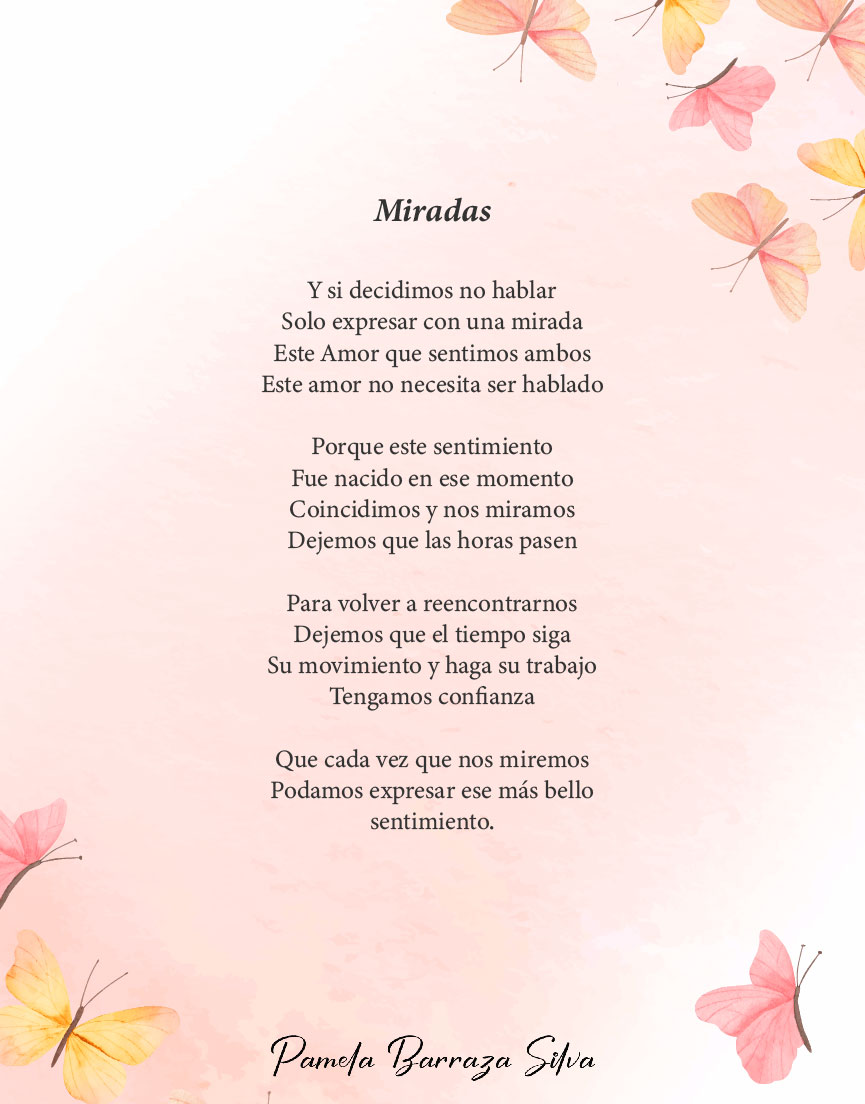 Miradas
Y si decidimos no hablar
Solo expresar con una mirada
Este Amor que sentimos ambos
Este amor no necesita ser hablado
Porque este sentimiento
Fue nacido en ese momento
Coincidimos y nos miramos
Dejemos que las horas pasen
Para volver a reencontrarnos
Dejemos que el tiempo siga
Su movimiento y haga su trabajo
Tengamos confianza
Que cada vez que nos miremos
Podamos expresar ese más bello
sentimiento.
Pamela Barraza Silva